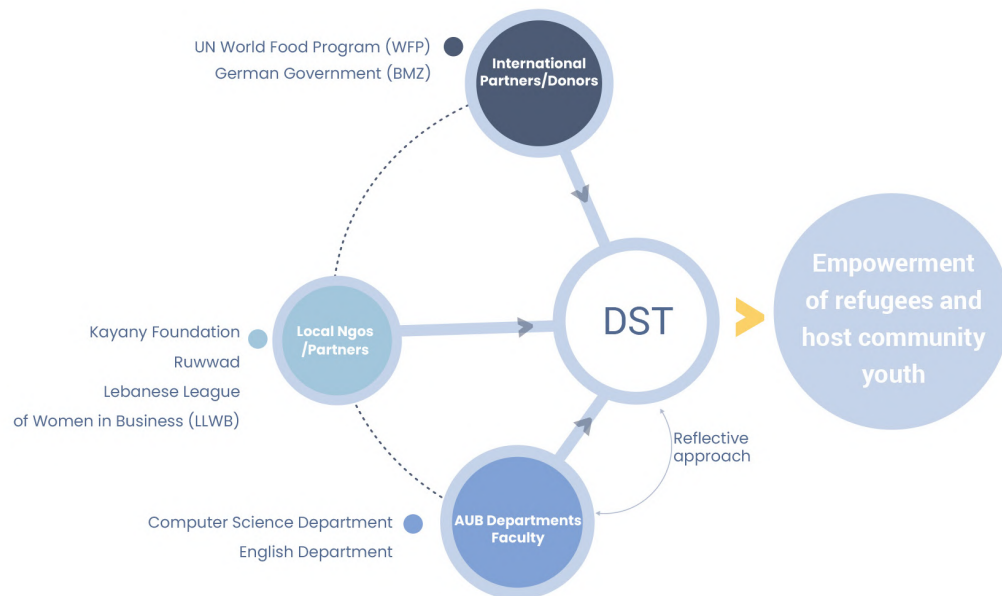 UN World Food Program (WFP)
German Government (BMZ)
International
Partners/Donors
Kayany Foundation
Ruwwad
Lebanese League
of Women in Business (LLWB)
Local Ngos
/Partners
DST
Empowerment
of refugees and
host community
youth
Reflective
approach
Computer Science Department
English Department
AUB Departments
Faculty